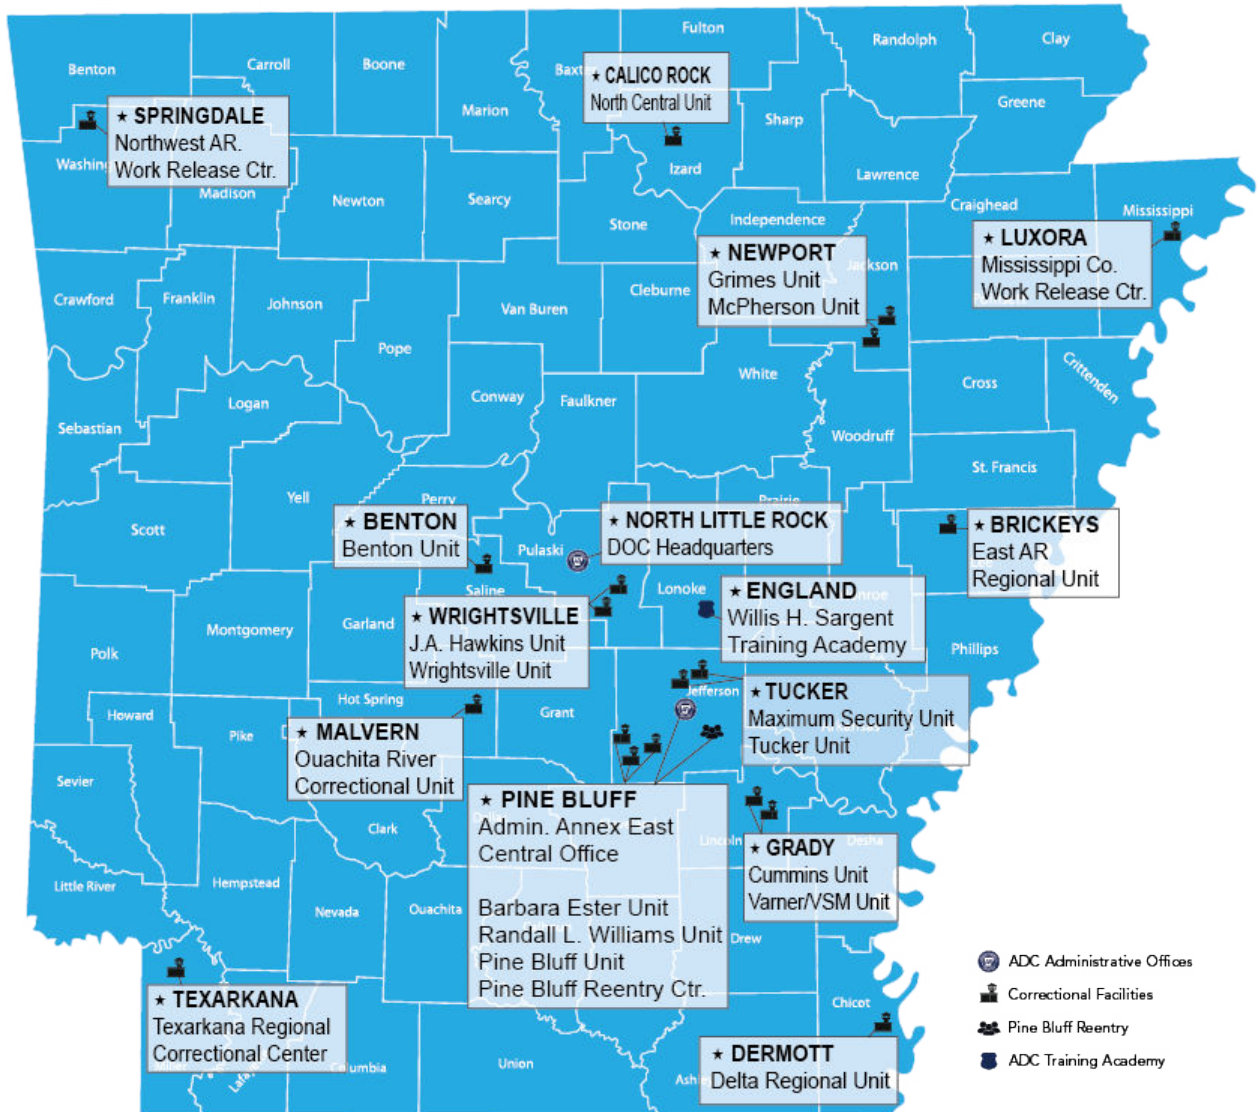 Fulton
Randolph
Clay
Benton
Carroll
Boone
Baxter
★ CALICO ROCK
North Central Unit
Marion
Greene
★ SPRINGDALE
Northwest AR.
Work Release Ctr.
Sharp
Izard
Lawrence
Madison
Newton
Searcy
Stone
Independence
Craighead
Mississippi
★ NEWPORT
Grimes Unit
McPherson Unit
Jackson
★ LUXORA
Mississippi Co.
Work Release Ctr.
Crawford
Franklin
Johnson
Van Buren
Cleburne
Pope
White
Cross
Crittenden
Logan
Conway
Faulkner
Sebastian
Woodruff
St. Francis
Yell
Perry
Prairie
Scott
★ BENTON
Benton Unit
Pulaski
★ NORTH LITTLE ROCK
DOC Headquarters
★ BRICKEYS
East AR
Regional Unit
Saline
Lonoke
★ ENGLAND
Willis H. Sargent
Training Academy
★ WRIGHTSVILLE
J.A. Hawkins Unit
Wrightsville Unit
Montgomery
Garland
Polk
Phillips
Hot Spring
Jefferson
★ TUCKER
Maximum Security Unit
Tucker Unit
Howard
Pike
Grant
★ MALVERN
Ouachita River
Correctional Unit
Sevier
★ PINE BLUFF
Admin. Annex East
Central Office
Barbara Ester Unit
Randall L. Williams Unit
Pine Bluff Unit
Pine Bluff Reentry Ctr.
Clark
Lincoln
Desha
★ GRADY
Cummins Unit
Varner/VSM Unit
Little River
Hempstead
Nevada
Ouachita
Drew
★ TEXARKANA
Texarkana Regional
Correctional Center
Chicot
Union
★ DERMOTT
Delta Regional Unit
ADC Administrative Offices
Correctional Facilities
Pine Bluff Reentry
ADC Training Academy